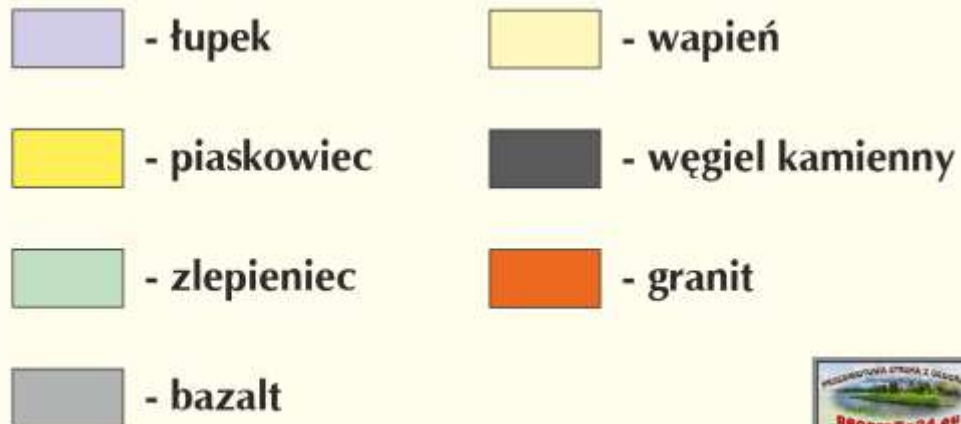 - łupek
- wapień
- piaskowiec
- węgiel kamienny
- zlepieniec
- granit
- bazalt